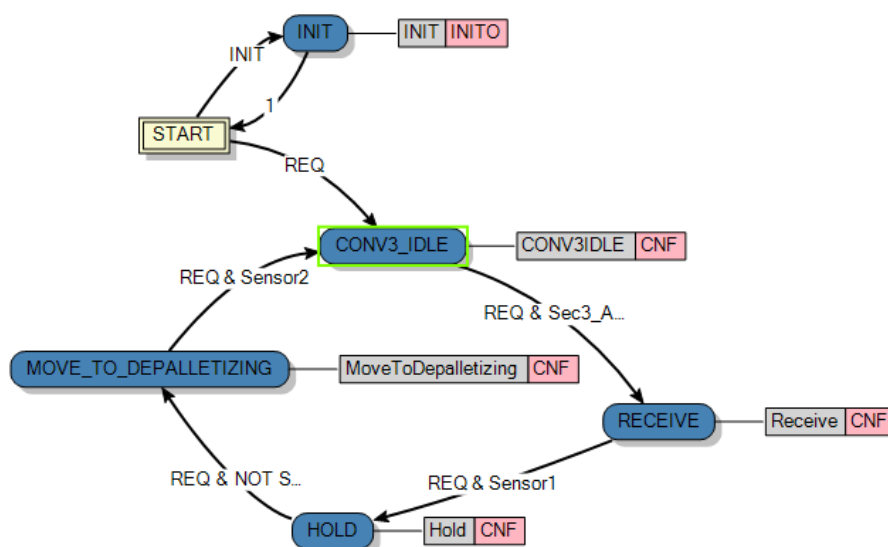 INIT
INIT INITO
INIT
1
START
REQ
CONV3_IDLE
CONV3IDLE CNF
REQ & Sensor2
REQ & Sec3_A...
MOVE_TO_DEPALLETIZING
MoveToDepalletizing CNF
RECEIVE
Receive CNF
REQ & NOT S...
REQ & Sensor1
HOLD
Hold CNF